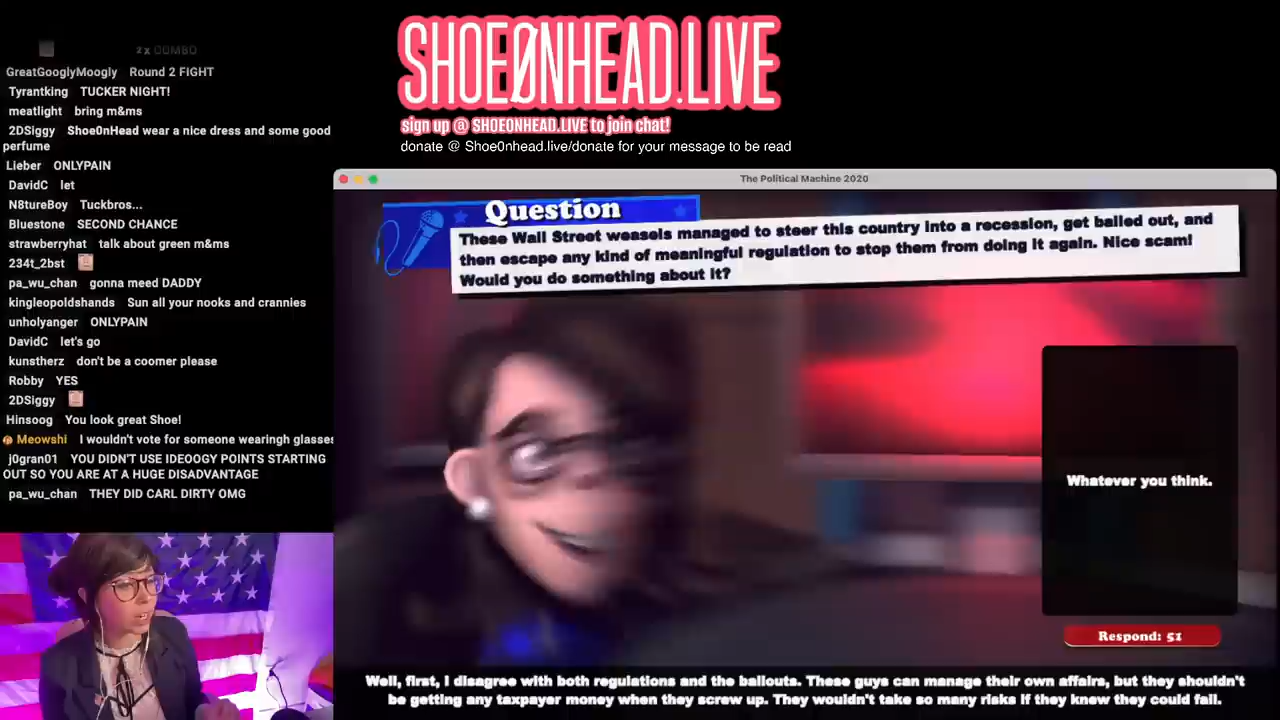 2x COMBO
GreatGooglyMoogly Round 2 FIGHT
Tyrantking TUCKER NIGHT!
meatlight bring m&ms
2DSiggy Shoe0nHead wear a nice dress and some good
perfume
Lieber ONLYPAIN
DavidC let
N8tureBoy Tuckbros...
Bluestone SECOND CHANCE
strawberryhat talk about green m&ms
234t_2bst
pa_wu_chan gonna meed DADDY
kingleopoldshands Sun all your nooks and crannies
unholyanger ONLYPAIN
DavidC let's go
kunstherz don't be a coomer please
Robby YES
2DSiggy
Hinsoog You look great Shoe!
Meowshi I wouldn't vote for someone wearingh glasses
j0gran01 YOU DIDN'T USE IDEOOGY POINTS STARTING
OUT SO YOU ARE AT A HUGE DISADVANTAGE
pa_wu_chan THEY DID CARL DIRTY OMG
SHOE0NHEAD.LIVE
sign up @ SHOE0NHEAD.LIVE to join chat!
donate @ Shoe0nhead.live/donate for your message to be read
The Political Machine 2020
Question
These Wall Street weasels managed to steer this country into a recession, get bailed out, and
then escape any kind of meaningful regulation to stop them from doing it again. Nice scam!
Would you do something about it?
Whatever you think.
Respond: 51
Well, first, I disagree with both regulations and the bailouts. These guys can manage their own affairs, but they shouldn't
be getting any taxpayer money when they screw up. They wouldn't take so many risks if they knew they could fail.